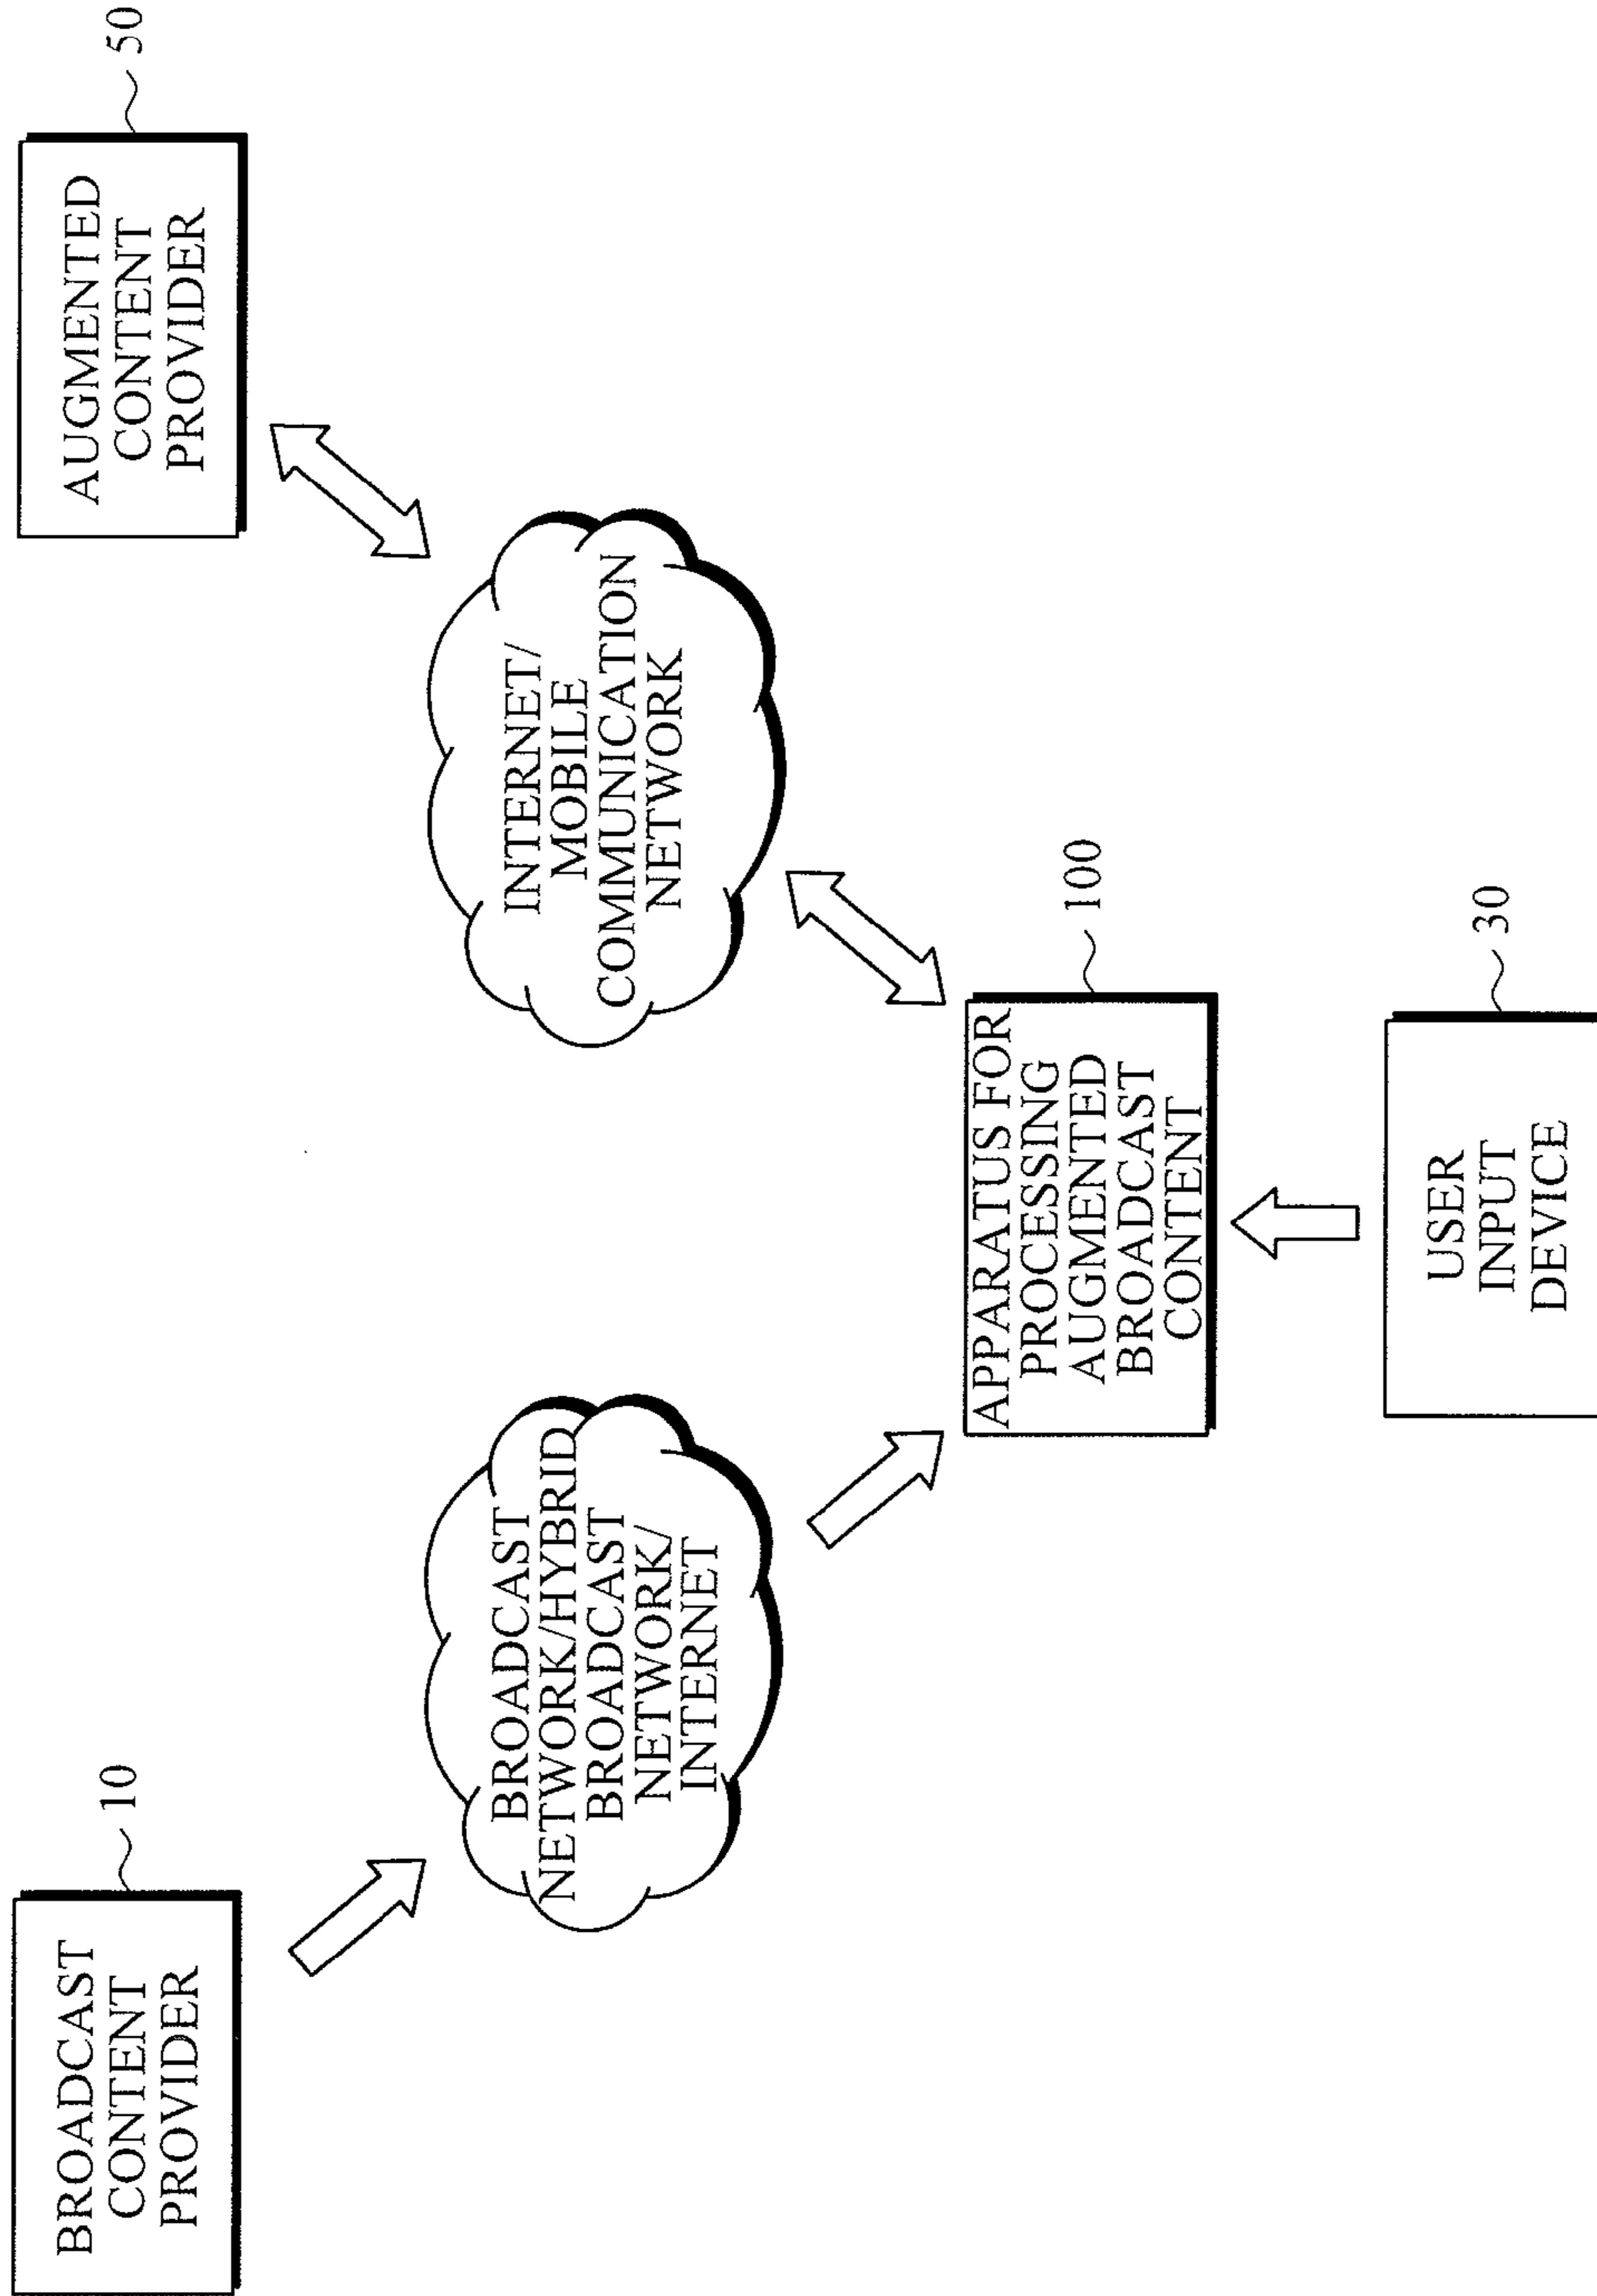 BROADCAST
CONTENT
PROVIDER
10
AUGMENTED
CONTENT
PROVIDER
50
BROADCAST
NETWORK/HYBRID
BROADCAST
NETWORK/
INTERNET
INTERNET/
MOBILE
COMMUNICATION
NETWORK
APPARATUS FOR
PROCESSING
AUGMENTED
BROADCAST
CONTENT
100
USER
INPUT
DEVICE
30